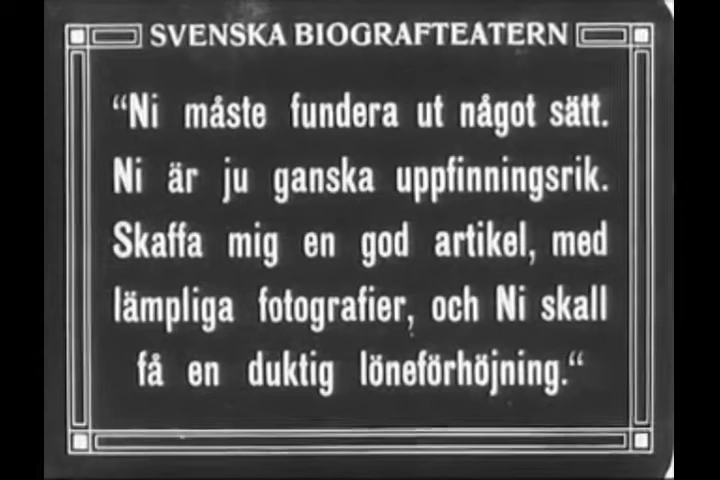 SVENSKA BIOGRAFTEATERN
“Ni måste fundera ut något sätt.
Ni är ju ganska uppfinningsrik.
Skaffa mig en god artikel, med
lämpliga fotografier, och Ni skall
få en duktig löneförhöjning.“